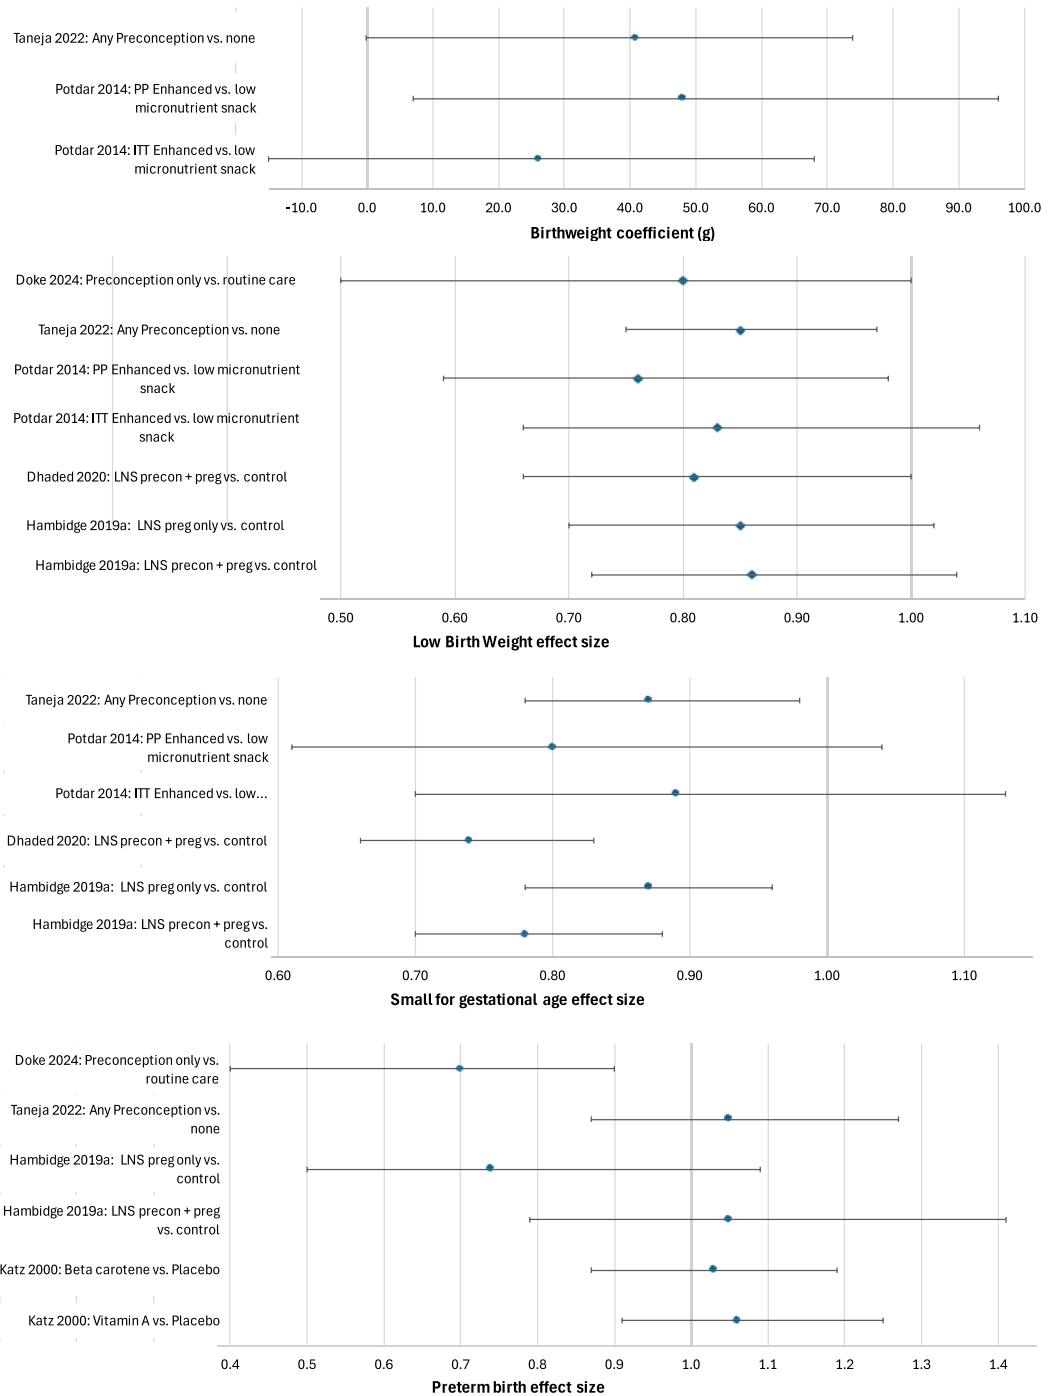 Taneja 2022: Any Preconception vs. none
Potdar 2014: PP Enhanced vs. low
micronutrient snack
Potdar 2014: ITT Enhanced vs. low
micronutrient snack
-10.0 0.0 10.0 20.0 30.0 40.0 50.0 60.0 70.0 80.0 90.0 100.0
Birthweight coefficient (g)
Doke 2024: Preconception only vs. routine care
Taneja 2022: Any Preconception vs. none
Potdar 2014: PP Enhanced vs. low micronutrient
snack
Potdar 2014: ITT Enhanced vs. low micronutrient
snack
Dhaded 2020: LNS precon + preg vs. control
Hambidge 2019a: LNS preg only vs. control
Hambidge 2019a: LNS precon + preg vs. control
0.50 0.60 0.70 0.80 0.90 1.00 1.10
Low Birth Weight effect size
Taneja 2022: Any Preconception vs. none
Potdar 2014: PP Enhanced vs. low
micronutrient snack
Potdar 2014: ITT Enhanced vs. low...
Dhaded 2020: LNS precon + preg vs. control
Hambidge 2019a: LNS preg only vs. control
Hambidge 2019a: LNS precon + preg vs.
control
0.60 0.70 0.80 0.90 1.00 1.10
Small for gestational age effect size
Doke 2024: Preconception only vs.
routine care
Taneja 2022: Any Preconception vs.
none
Hambidge 2019a: LNS preg only vs.
control
Hambidge 2019a: LNS precon + preg
vs. control
Katz 2000: Beta carotene vs. Placebo
Katz 2000: Vitamin A vs. Placebo
0.4 0.5 0.6 0.7 0.8 0.9 1.0 1.1 1.2 1.3 1.4
Preterm birth effect size